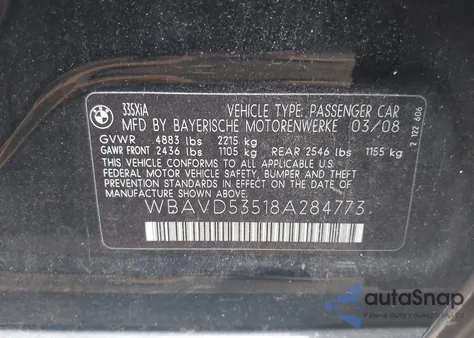 335XiA VEHICLE TYPE: PASSENGER CAR
MFD BY BAYERISCHE MOTORENWERKE 03/08
GVWR 4883 lbs 2215 kg
GAWR FRONT 2436 lbs 1105 kg REAR 2546 lbs 1155 kg
THIS VEHICLE CONFORMS TO ALL APPLICABLE U.S.
FEDERAL MOTOR VEHICLE SAFETY, BUMPER AND THEFT
PREVENTION STANDARDS IN EFFECT ON THE DATE OF
MANUFACTURE SHOWN ABOVE.
WBAVD53518A284773
2 122 606
autoSnap